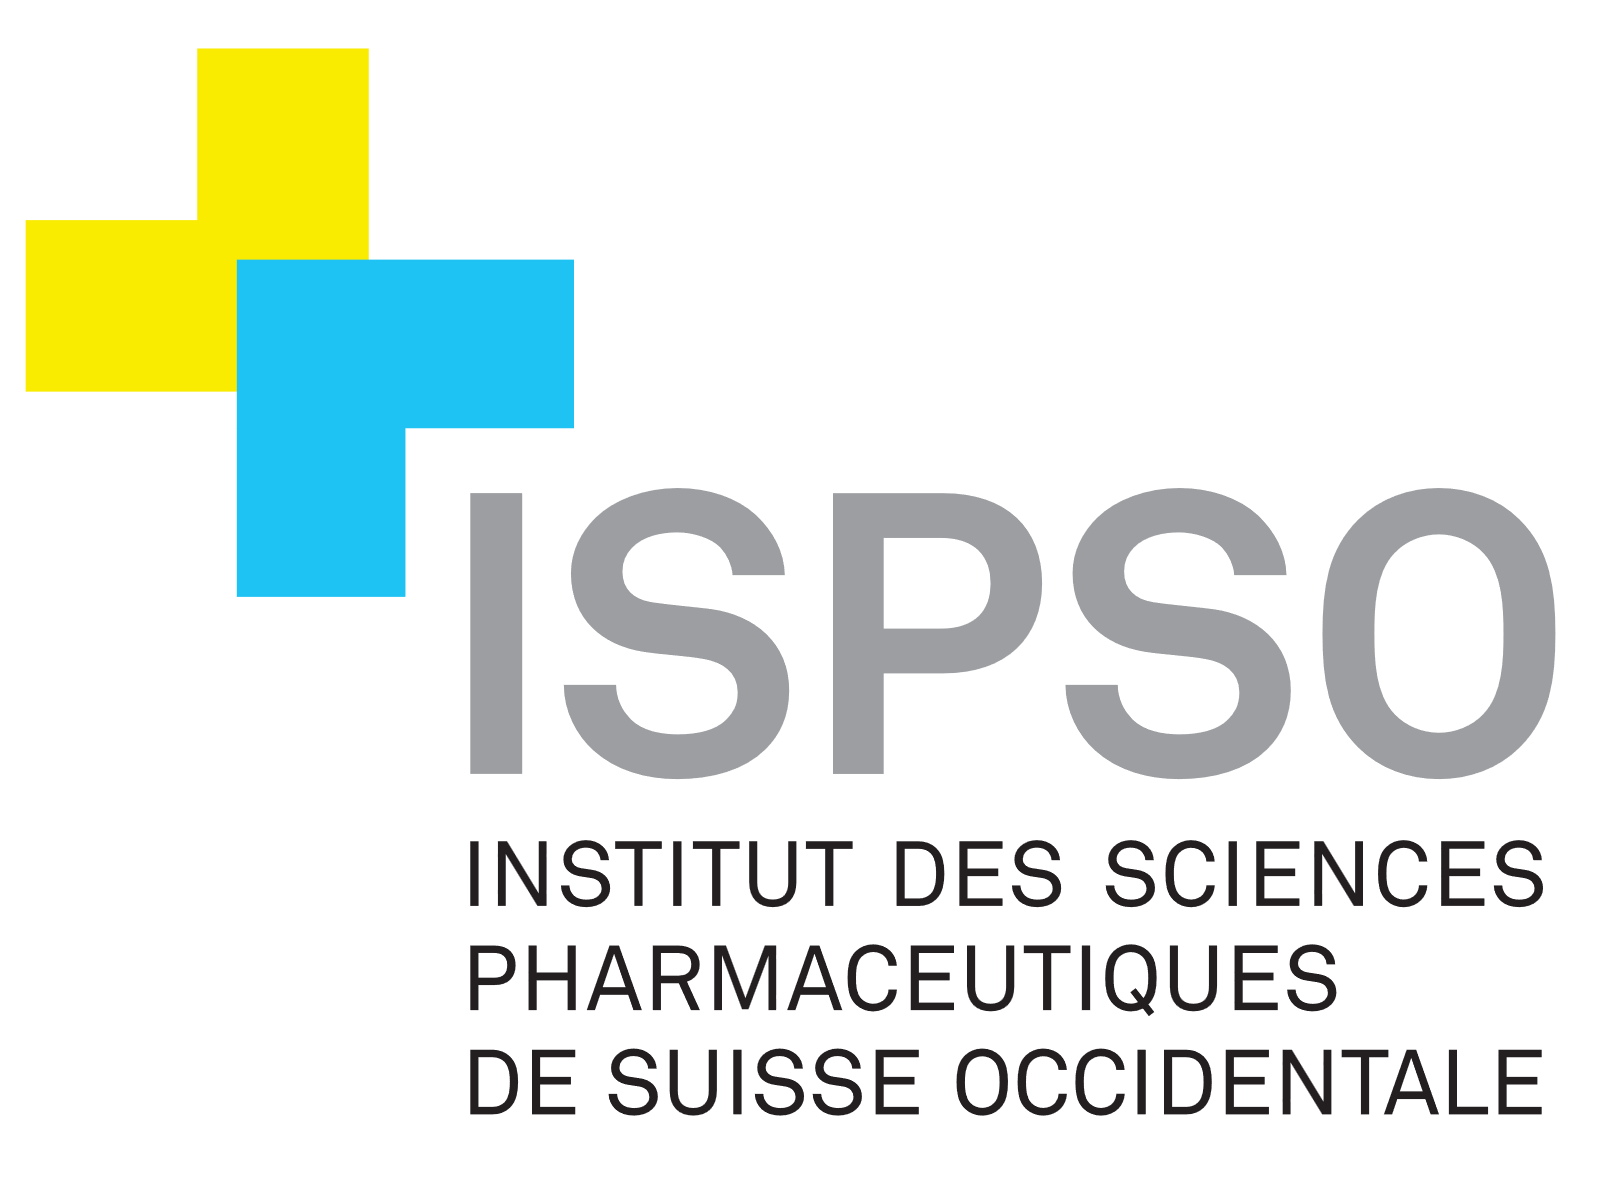 ISPSO
INSTITUT DES SCIENCES
PHARMACEUTIQUES
DE SUISSE OCCIDENTALE